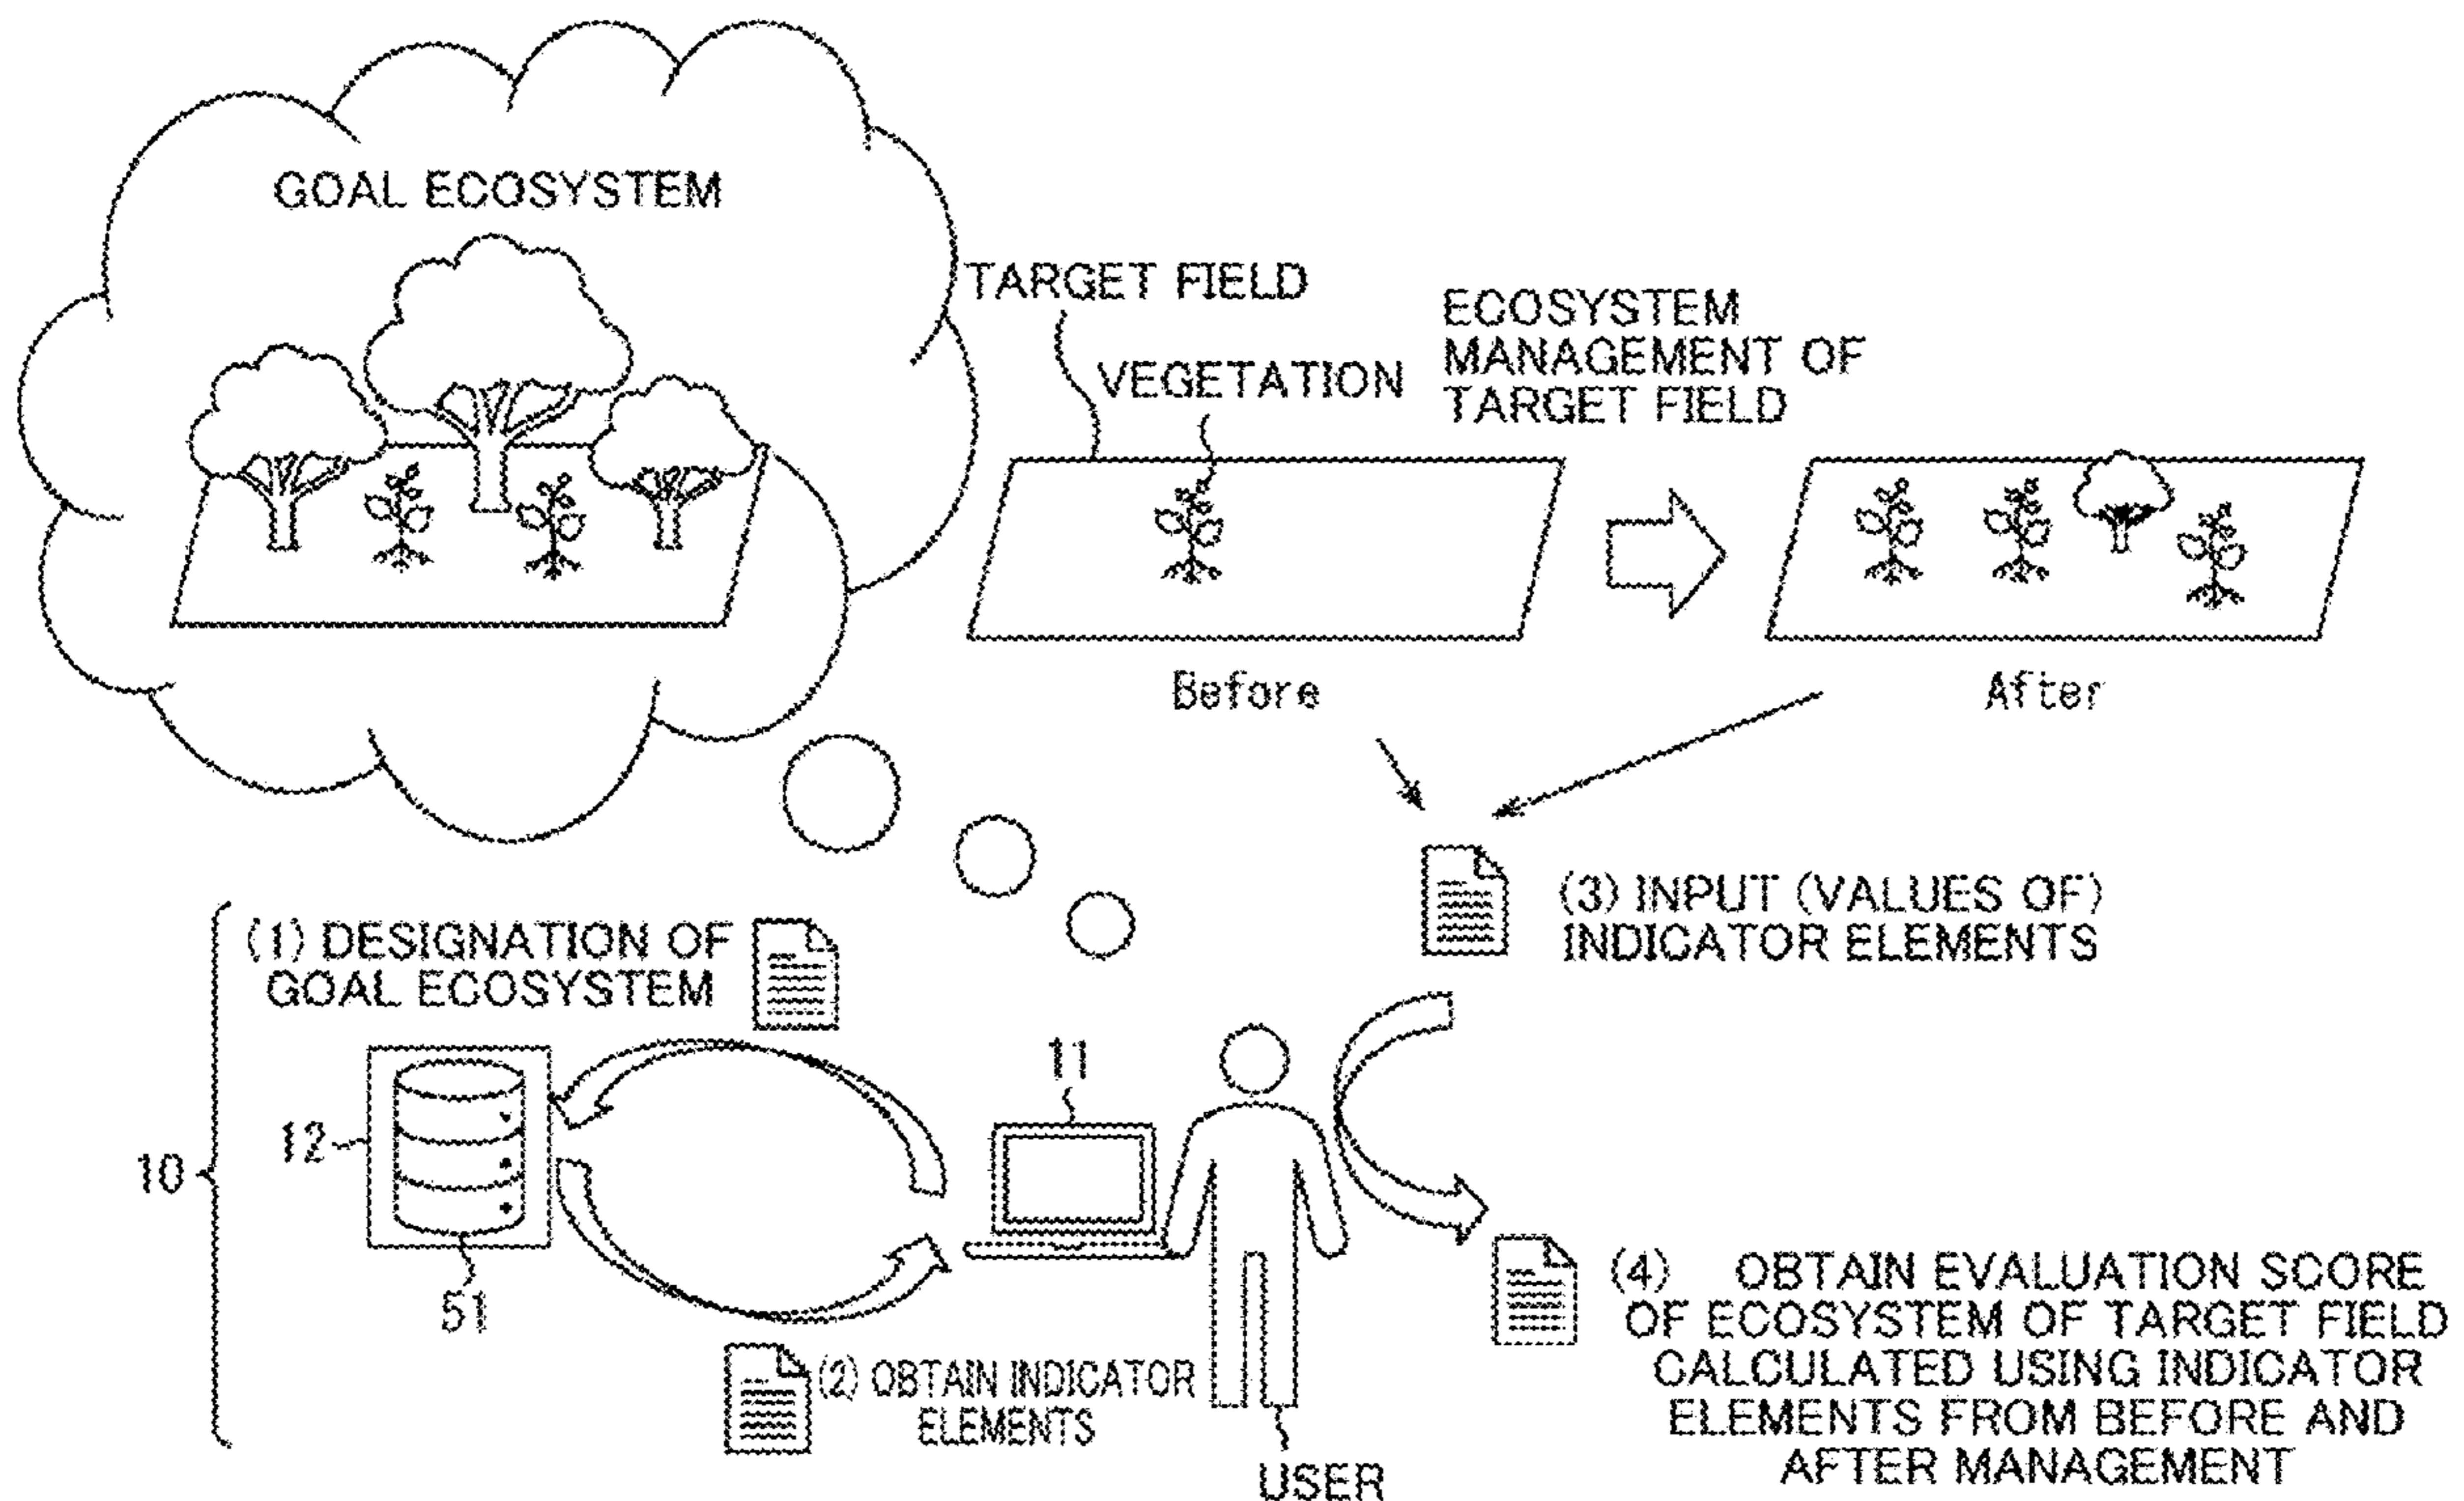 GOAL ECOSYSTEM
TARGET FIELD
VEGETATION
ECOSYSTEM
MANAGEMENT OF
TARGET FIELD
Before
After
(1) DESIGNATION OF
GOAL ECOSYSTEM
(3) INPUT (VALUES OF)
INDICATOR ELEMENTS
10
12
51
11
(2) OBTAIN INDICATOR
ELEMENTS
USER
(4) OBTAIN EVALUATION SCORE
OF ECOSYSTEM OF TARGET FIELD
CALCULATED USING INDICATOR
ELEMENTS FROM BEFORE AND
AFTER MANAGEMENT